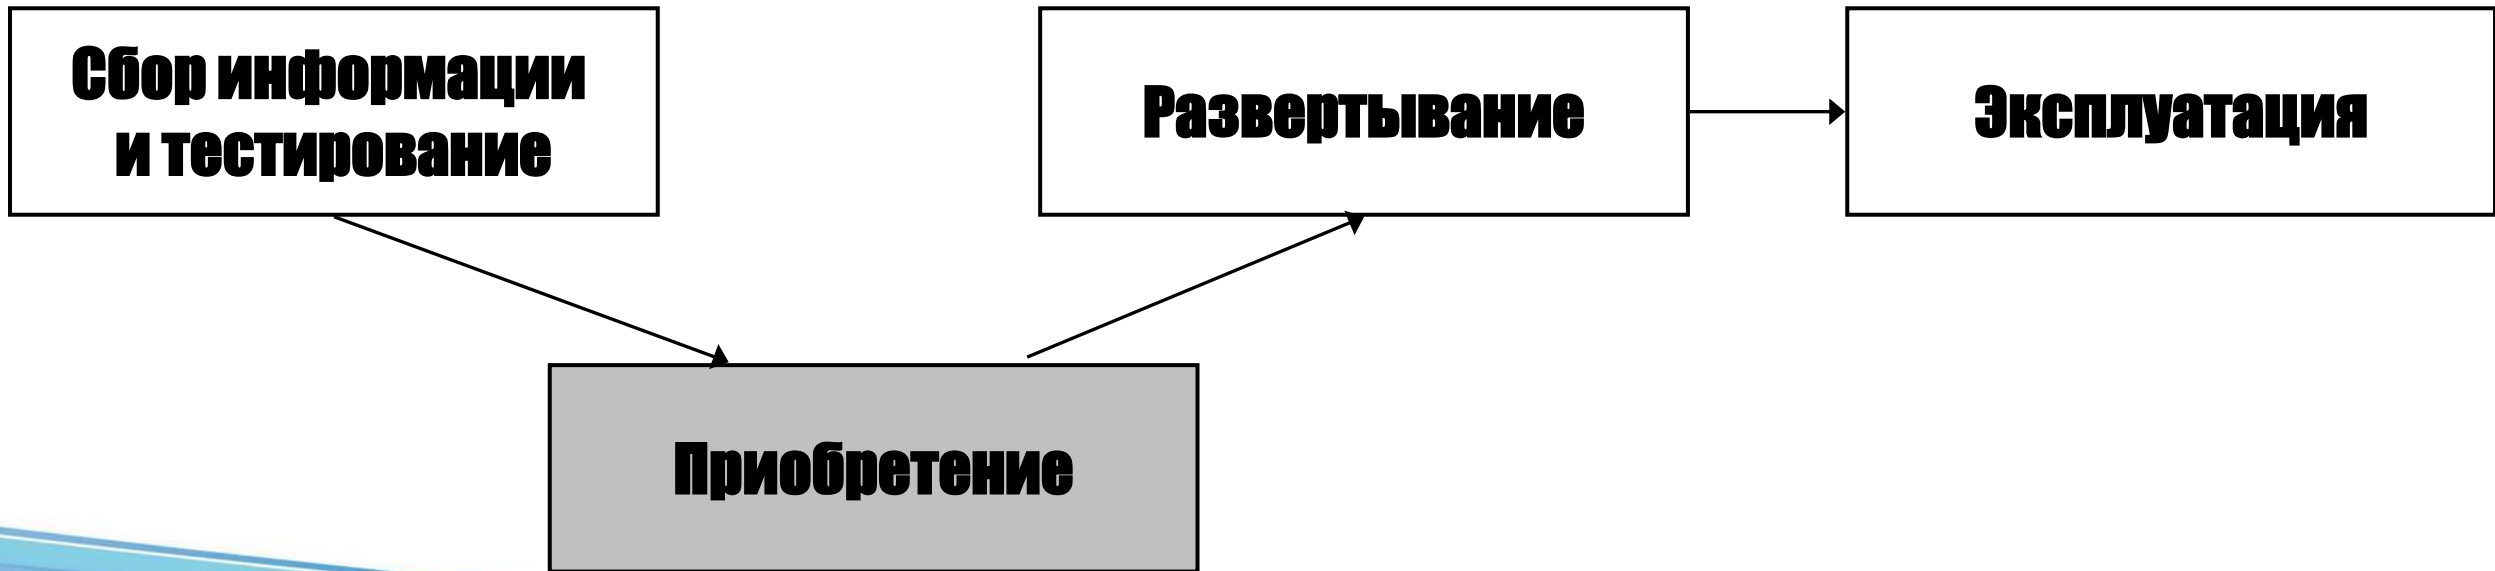 Сбор информации
и тестирование
Развертывание
Эксплуатация
Приобретение